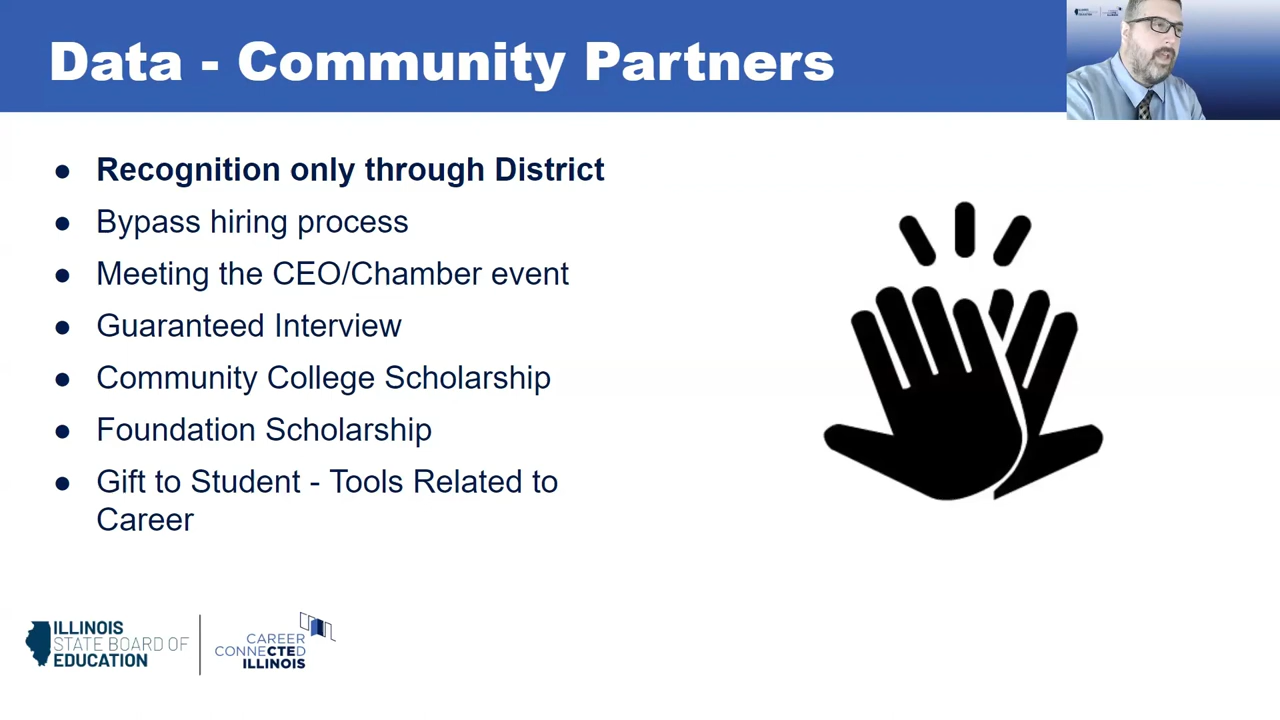 Data - Community Partners
● Recognition only through District
● Bypass hiring process
● Meeting the CEO/Chamber event
● Guaranteed Interview
● Community College Scholarship
● Foundation Scholarship
● Gift to Student - Tools Related to
Career
ILLINOIS
STATE BOARD OF
EDUCATION
CAREER
CONNECTED
ILLINOIS